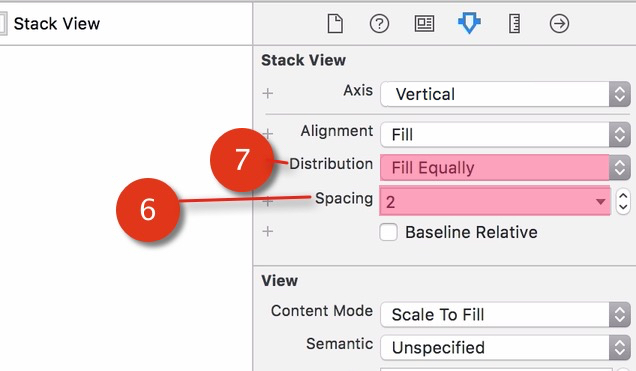 Stack View
Stack View
Axis Vertical
Alignment Fill
7 Distribution Fill Equally
6 Spacing 2
Baseline Relative
View
Content Mode Scale To Fill
Semantic Unspecified